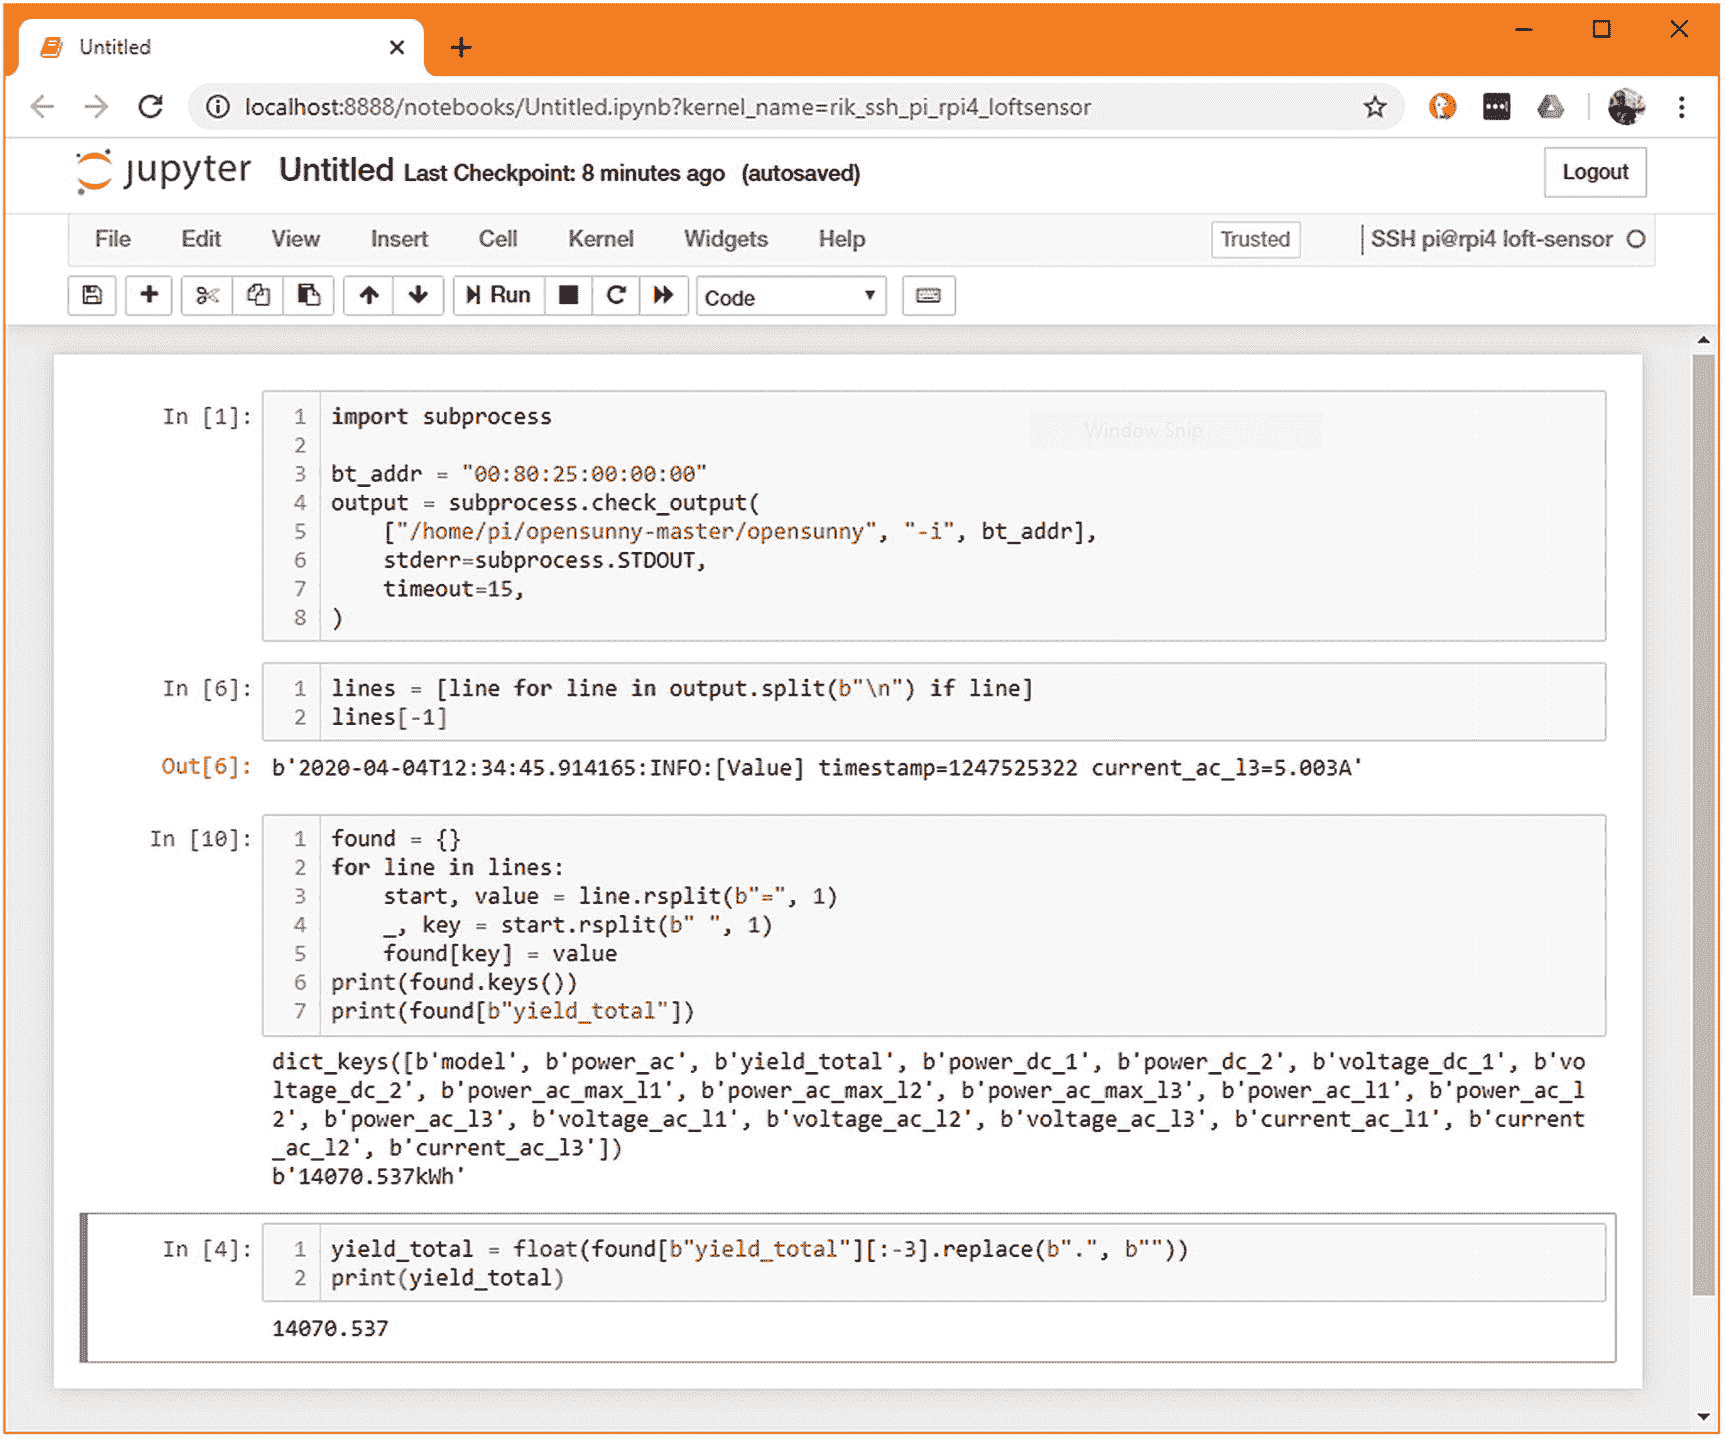 Untitled
localhost:8888/notebooks/Untitled.ipynb?kernel_name=rik_ssh_pi_rpi4_loftsensor
jupyter Untitled Last Checkpoint: 8 minutes ago (autosaved) Logout
File Edit View Insert Cell Kernel Widgets Help Trusted SSH pi@rpi4 loft-sensor
Run Code
Window Snip
In [1]:
1 import subprocess
2
3 bt_addr = "00:80:25:00:00:00"
4 output = subprocess.check_output(
5     ["/home/pi/opensunny-master/opensunny", "-i", bt_addr],
6     stderr=subprocess.STDOUT,
7     timeout=15,
8 )
In [6]:
1 lines = [line for line in output.split(b"\n") if line]
2 lines[-1]
Out[6]: b'2020-04-04T12:34:45.914165:INFO:[Value] timestamp=1247525322 current_ac_l3=5.003A'
In [10]:
1 found = {}
2 for line in lines:
3     start, value = line.rsplit(b"=", 1)
4     _, key = start.rsplit(b" ", 1)
5     found[key] = value
6 print(found.keys())
7 print(found[b"yield_total"])
dict_keys([b'model', b'power_ac', b'yield_total', b'power_dc_1', b'power_dc_2', b'voltage_dc_1', b'vo
ltage_dc_2', b'power_ac_max_l1', b'power_ac_max_l2', b'power_ac_max_l3', b'power_ac_l1', b'power_ac_l
2', b'power_ac_l3', b'voltage_ac_l1', b'voltage_ac_l2', b'voltage_ac_l3', b'current_ac_l1', b'current
_ac_l2', b'current_ac_l3'])
b'14070.537kWh'
In [4]:
1 yield_total = float(found[b"yield_total"][:-3].replace(b".", b""))
2 print(yield_total)
14070.537